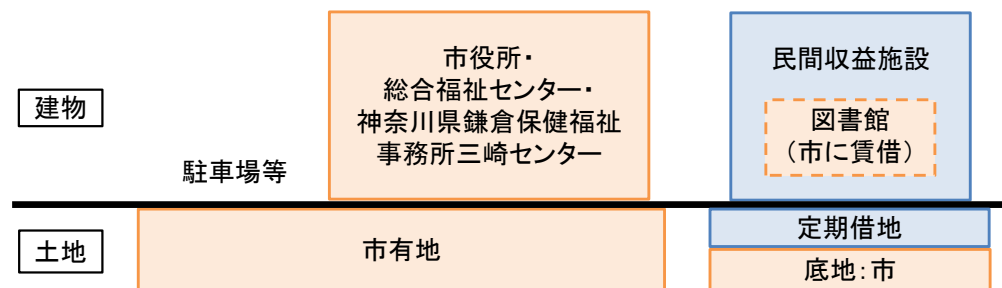 建物
駐車場等
市役所・
総合福祉センター・
神奈川県鎌倉保健福祉
事務所三崎センター
民間収益施設
図書館
（市に賃借）
土地
市有地
定期借地
底地：市